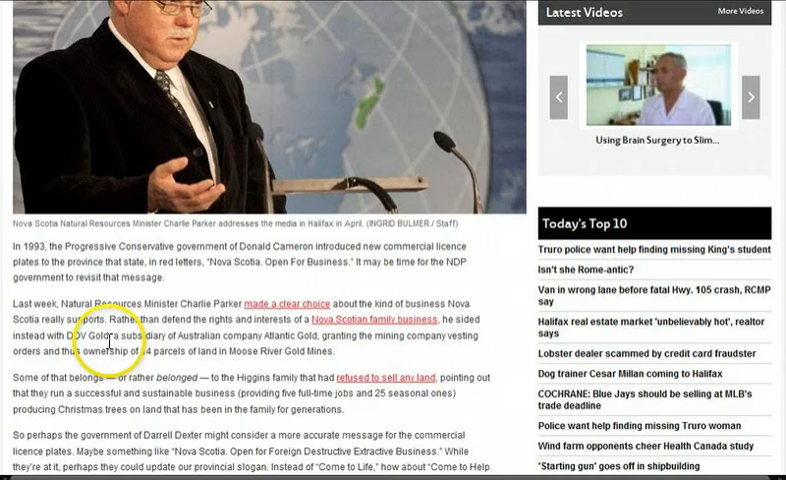 Latest Videos
More Videos
Using Brain Surgery to Slim...
Nova Scotia Natural Resources Minister Charlie Parker addresses the media in Halifax in April. (INGRID BULMER / Staff)
In 1993, the Progressive Conservative government of Donald Cameron introduced new commercial licence
plates to the province that state, in red letters, "Nova Scotia. Open For Business." It may be time for the NDP
government to revisit that message.
Last week, Natural Resources Minister Charlie Parker made a clear choice about the kind of business Nova
Scotia really supports. Rather than defend the rights and interests of a Nova Scotian family business, he sided
instead with DDV Gold, a subsidiary of Australian company Atlantic Gold, granting the mining company vesting
orders and thus ownership of 14 parcels of land in Moose River Gold Mines.
Some of that belongs — or rather belonged — to the Higgins family that had refused to sell any land, pointing out
that they run a successful and sustainable business (providing five full-time jobs and 25 seasonal ones)
producing Christmas trees on land that has been in the family for generations.
So perhaps the government of Darrell Dexter might consider a more accurate message for the commercial
licence plates. Maybe something like "Nova Scotia. Open for Foreign Destructive Extractive Business." While
they're at it, perhaps they could update our provincial slogan. Instead of "Come to Life," how about "Come to Help
Today's Top 10
Truro police want help finding missing King's student
Isn't she Rome-antic?
Van in wrong lane before fatal Hwy. 105 crash, RCMP
say
Halifax real estate market 'unbelievably hot', realtor
says
Lobster dealer scammed by credit card fraudster
Dog trainer Cesar Millan coming to Halifax
COCHRANE: Blue Jays should be selling at MLB's
trade deadline
Police want help finding missing Truro woman
Wind farm opponents cheer Health Canada study
'Starting gun' goes off in shipbuilding